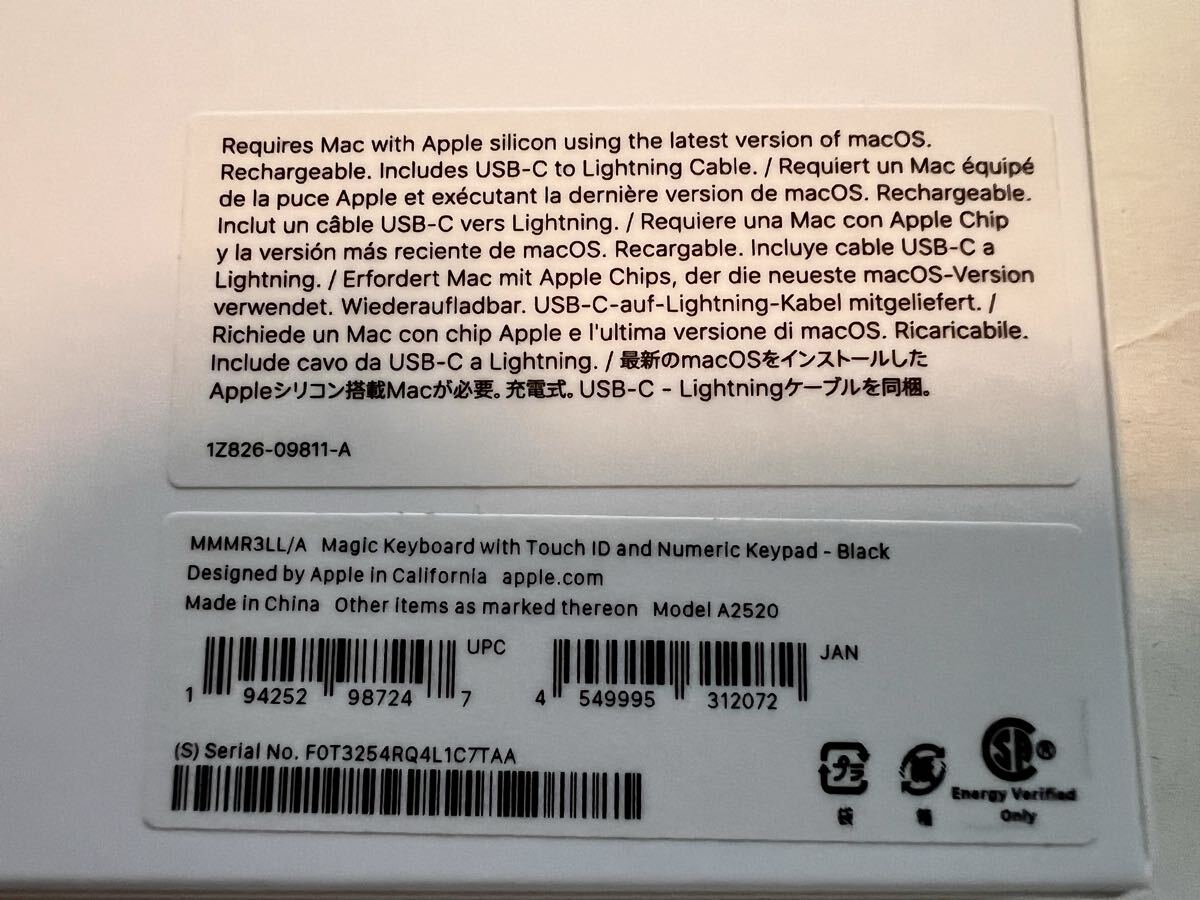 Requires Mac with Apple silicon using the latest version of macOS.
Rechargeable. Includes USB-C to Lightning Cable. / Requiert un Mac équipé
de la puce Apple et exécutant la dernière version de macOS. Rechargeable.
Inclut un câble USB-C vers Lightning. / Requiere una Mac con Apple Chip
y la versión más reciente de macOS. Recargable. Incluye cable USB-C a
Lightning. / Erfordert Mac mit Apple Chips, der die neueste macOS-Version
verwendet. Wiederaufladbar. USB-C-auf-Lightning-Kabel mitgeliefert. /
Richiede un Mac con chip Apple e l'ultima versione di macOS. Ricaricabile.
Include cavo da USB-C a Lightning. / 最新のmacOSをインストールした
Appleシリコン搭載Macが必要。充電式。USB-C – Lightningケーブルを同梱。
1Z826-09811-A
MMMR3LL/A Magic Keyboard with Touch ID and Numeric Keypad - Black
Designed by Apple in California apple.com
Made in China Other items as marked thereon Model A2520
UPC JAN
1 94252 98724 7 4 549995 312072
(S) Serial No. F0T3254RQ4L1C7TAA
プラ SA ®
Energy Verified
袋 箱 Only